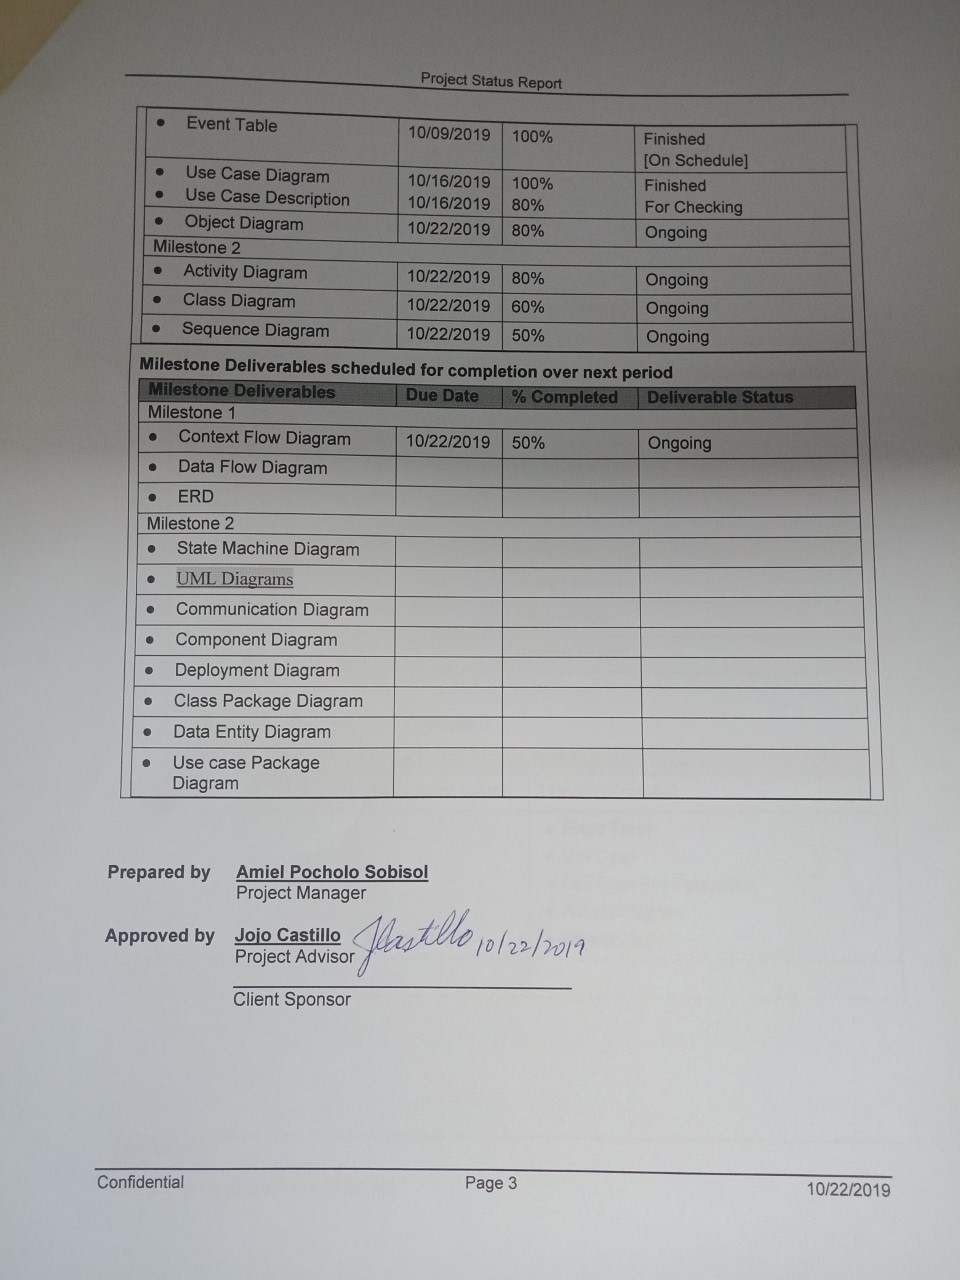 Project Status Report
• Event Table 10/09/2019 100% Finished
[On Schedule]
• Use Case Diagram 10/16/2019 100% Finished
• Use Case Description 10/16/2019 80% For Checking
• Object Diagram 10/22/2019 80% Ongoing
Milestone 2
• Activity Diagram 10/22/2019 80% Ongoing
• Class Diagram 10/22/2019 60% Ongoing
• Sequence Diagram 10/22/2019 50% Ongoing
Milestone Deliverables scheduled for completion over next period
Milestone Deliverables Due Date % Completed Deliverable Status
Milestone 1
• Context Flow Diagram 10/22/2019 50% Ongoing
• Data Flow Diagram
• ERD
Milestone 2
• State Machine Diagram
• UML Diagrams
• Communication Diagram
• Component Diagram
• Deployment Diagram
• Class Package Diagram
• Data Entity Diagram
• Use case Package
Diagram
Prepared by Amiel Pocholo Sobisol
Project Manager
Approved by Jojo Castillo JCastillo 10/22/2019
Project Advisor
Client Sponsor
Confidential Page 3 10/22/2019